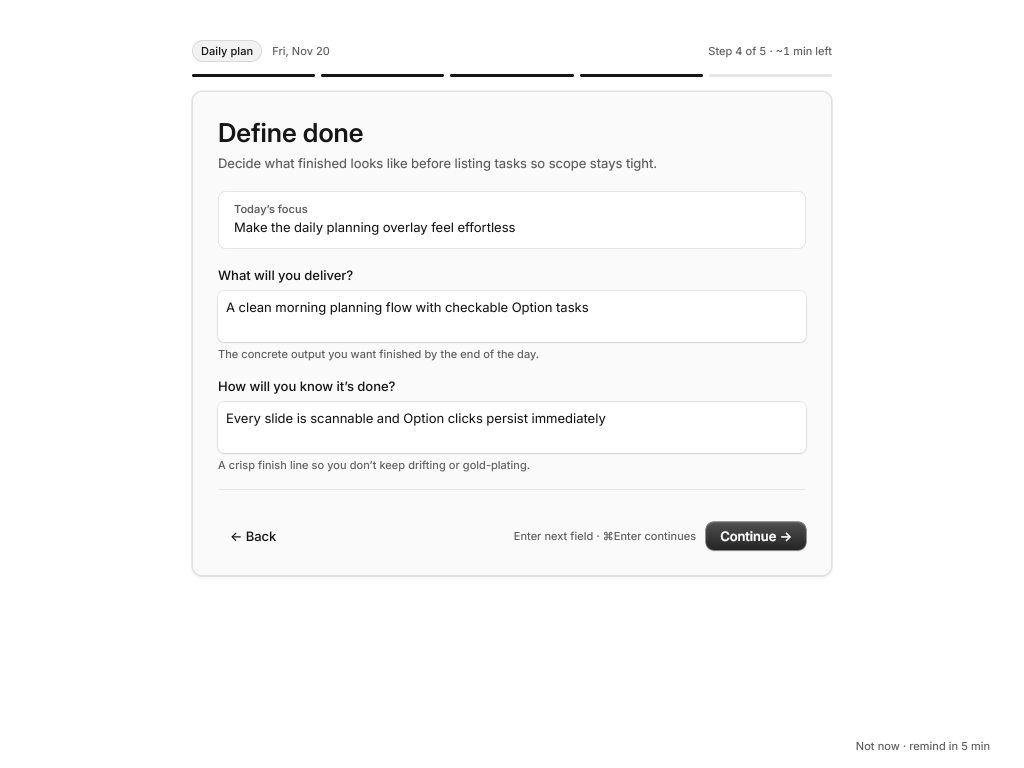 Daily plan Fri, Nov 20 Step 4 of 5 · ~1 min left
Define done
Decide what finished looks like before listing tasks so scope stays tight.
Today’s focus
Make the daily planning overlay feel effortless
What will you deliver?
A clean morning planning flow with checkable Option tasks
The concrete output you want finished by the end of the day.
How will you know it’s done?
Every slide is scannable and Option clicks persist immediately
A crisp finish line so you don’t keep drifting or gold-plating.
← Back Enter next field · ⌘Enter continues Continue →
Not now · remind in 5 min